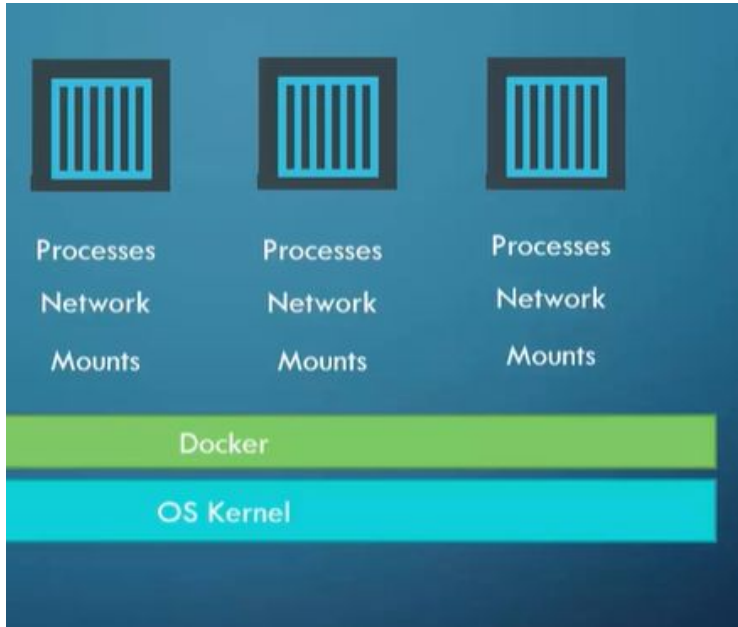 Processes Processes Processes
Network Network Network
Mounts Mounts Mounts
Docker
OS Kernel